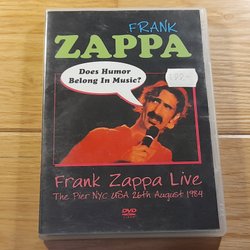 FRANK
ZAPPA
Does Humor
Belong In Music?
Frank Zappa Live
The Pier NYC USA 26th August 1984
DVD